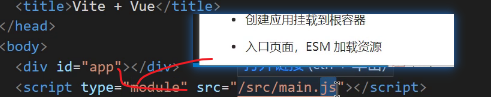 <title>Vite + Vue</title>
</head>
<body>
<div id="app"></div>
<script type="module" src="/src/main.js"></script>
▪ 创建应用挂载到根容器
▪ 入口页面，ESM 加载资源